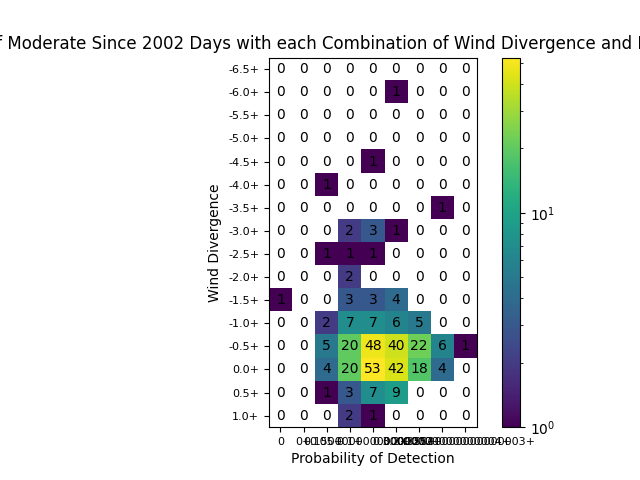 f Moderate Since 2002 Days with each Combination of Wind Divergence and
Wind Divergence
-6.5+ 0 0 0 0 0 0 0 0 0
-6.0+ 0 0 0 0 0 1 0 0 0
-5.5+ 0 0 0 0 0 0 0 0 0
-5.0+ 0 0 0 0 0 0 0 0 0
-4.5+ 0 0 0 0 1 0 0 0 0
-4.0+ 0 0 1 0 0 0 0 0 0
-3.5+ 0 0 0 0 0 0 0 1 0
-3.0+ 0 0 0 2 3 1 0 0 0
-2.5+ 0 0 1 1 1 0 0 0 0
-2.0+ 0 0 0 2 0 0 0 0 0
-1.5+ 1 0 0 3 3 4 0 0 0
-1.0+ 0 0 2 7 7 6 5 0 0
-0.5+ 0 0 5 20 48 40 22 6 1
0.0+ 0 0 4 20 53 42 18 4 0
0.5+ 0 0 1 3 7 9 0 0 0
1.0+ 0 0 0 2 1 0 0 0 0
0
Probability of Detection
10¹
10⁰